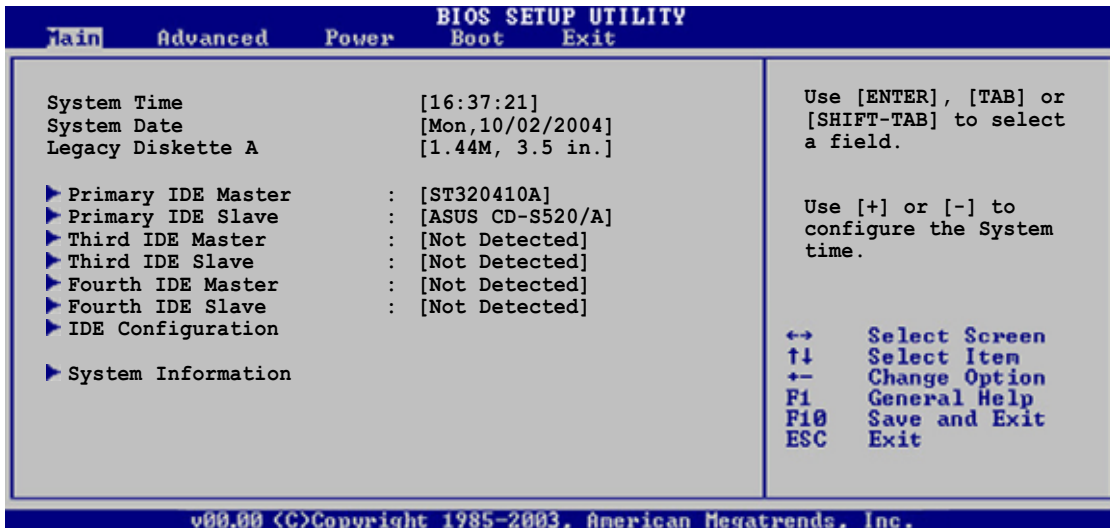 BIOS SETUP UTILITY
Main Advanced Power Boot Exit
System Time [16:37:21]
System Date [Mon,10/02/2004]
Legacy Diskette A [1.44M, 3.5 in.]
Primary IDE Master : [ST320410A]
Primary IDE Slave : [ASUS CD-S520/A]
Third IDE Master : [Not Detected]
Third IDE Slave : [Not Detected]
Fourth IDE Master : [Not Detected]
Fourth IDE Slave : [Not Detected]
IDE Configuration
System Information
Use [ENTER], [TAB] or
[SHIFT-TAB] to select
a field.
Use [+] or [-] to
configure the System
time.
←→ Select Screen
↑↓ Select Item
+- Change Option
F1 General Help
F10 Save and Exit
ESC Exit
v00.00 (C)Copyright 1985-2003, American Megatrends, Inc.